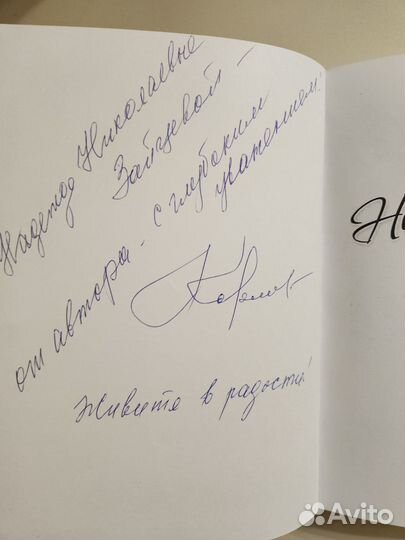 Надежде Николаевне
Зайцевой -
от автора - с глубоким
уважением!
Живите в радости!
Avito